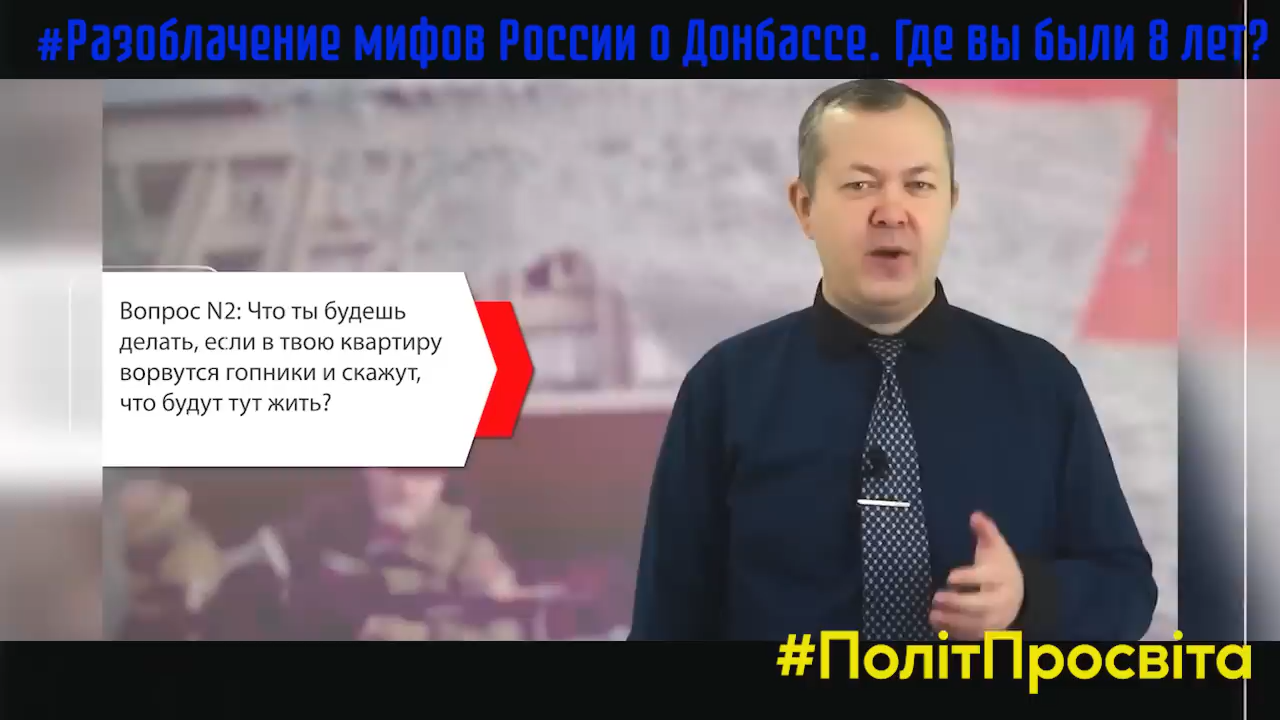 #Разоблачение мифов России о Донбассе. Где вы были 8 лет?
Вопрос N2: Что ты будешь
делать, если в твою квартиру
ворвутся гопники и скажут,
что будут тут жить?
#ПолітПросвіта